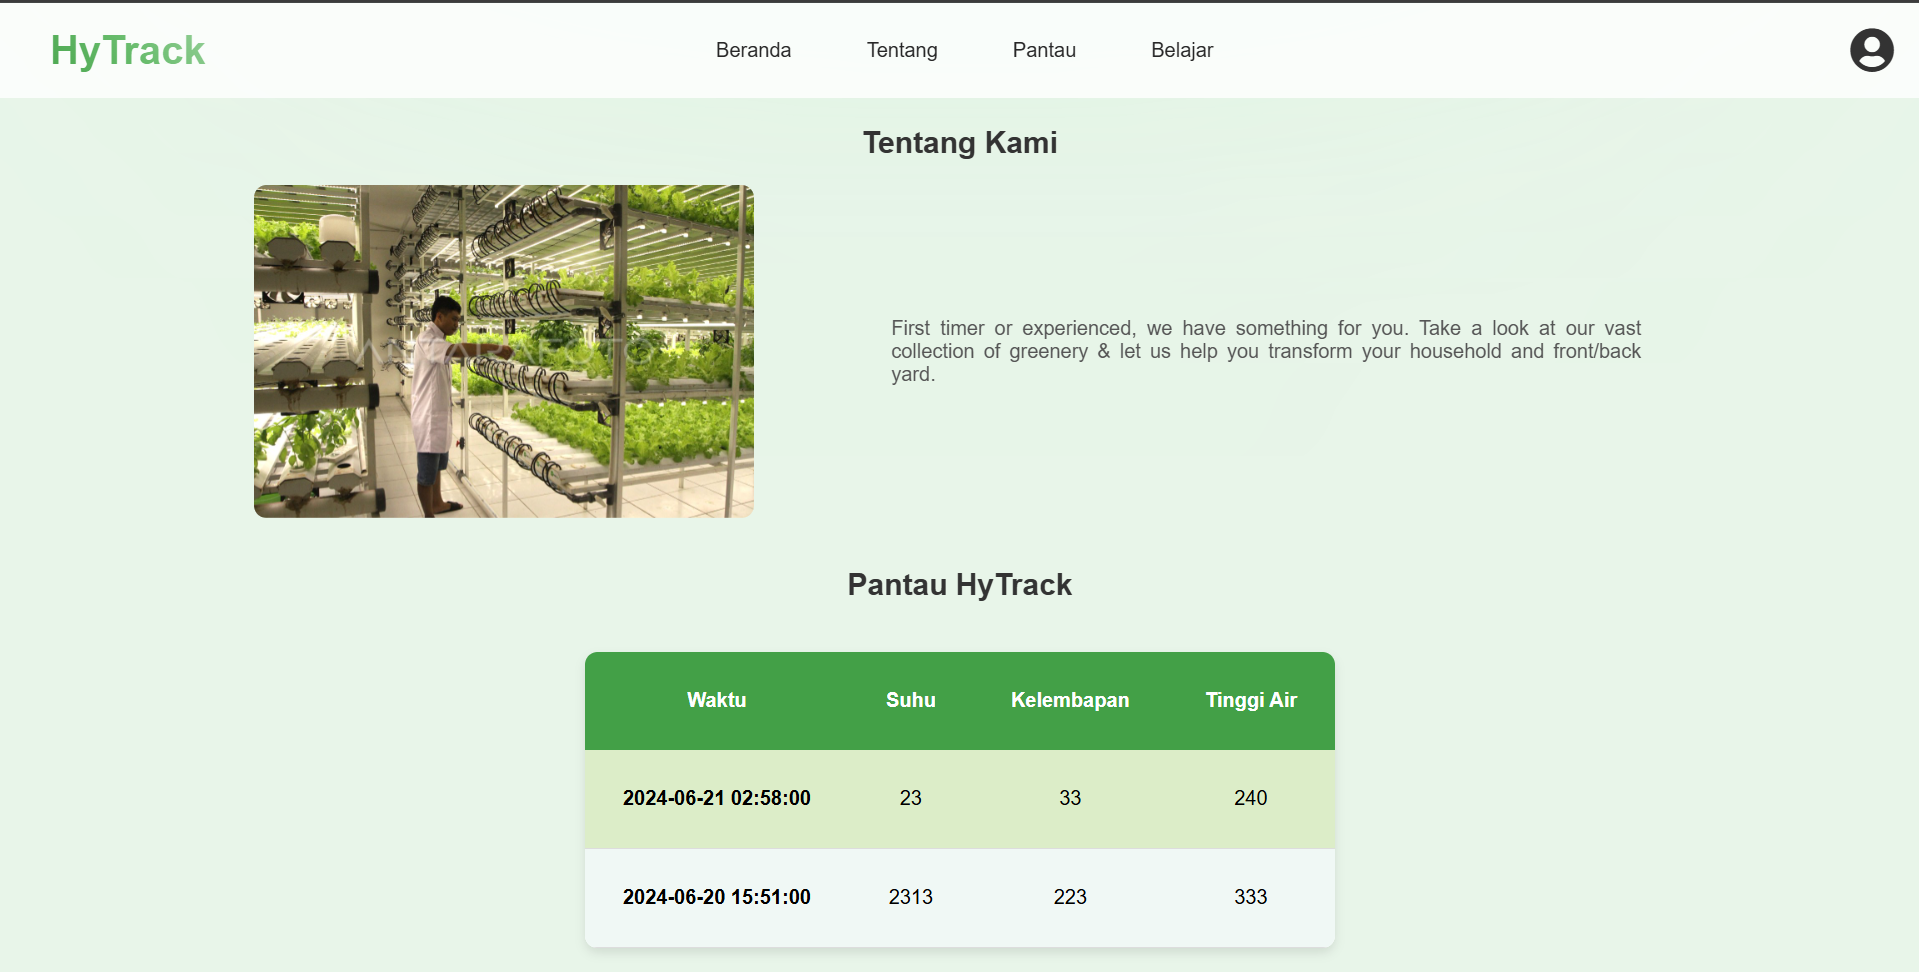 HyTrack
Beranda Tentang Pantau Belajar
Tentang Kami
First timer or experienced, we have something for you. Take a look at our vast
collection of greenery & let us help you transform your household and front/back
yard.
Pantau HyTrack
Waktu Suhu Kelembapan Tinggi Air
2024-06-21 02:58:00 23 33 240
2024-06-20 15:51:00 2313 223 333